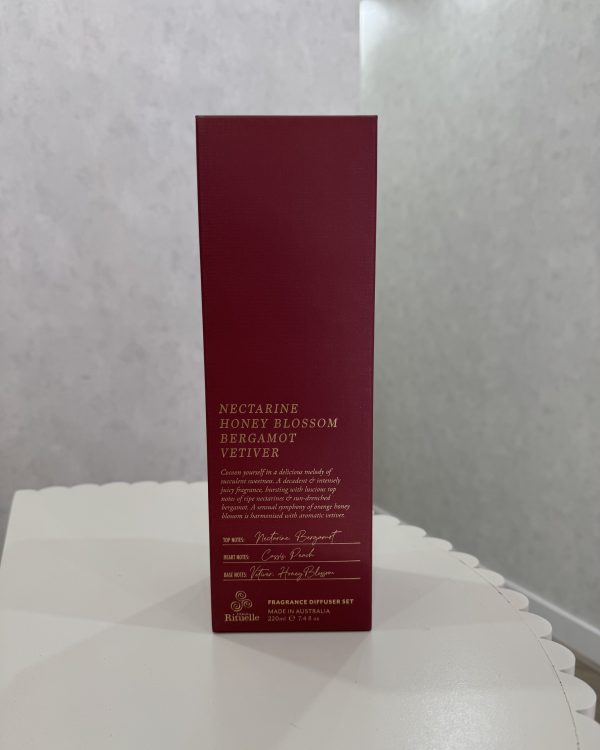 NECTARINE
HONEY BLOSSOM
BERGAMOT
VETIVER
Cocoon yourself in a delicious melody of
succulent sweetness. A decadent & intensely
juicy fragrance, bursting with luscious top
notes of ripe nectarines & sun-drenched
bergamot. A sensual symphony of orange honey
blossom is harmonised with aromatic vetiver.
TOP NOTES: Nectarine, Bergamot
HEART NOTES: Cassis, Peach
BASE NOTES: Vetiver, Honey Blossom
Rituelle
FRAGRANCE DIFFUSER SET
MADE IN AUSTRALIA
220ml ℮ 7.4 fl oz